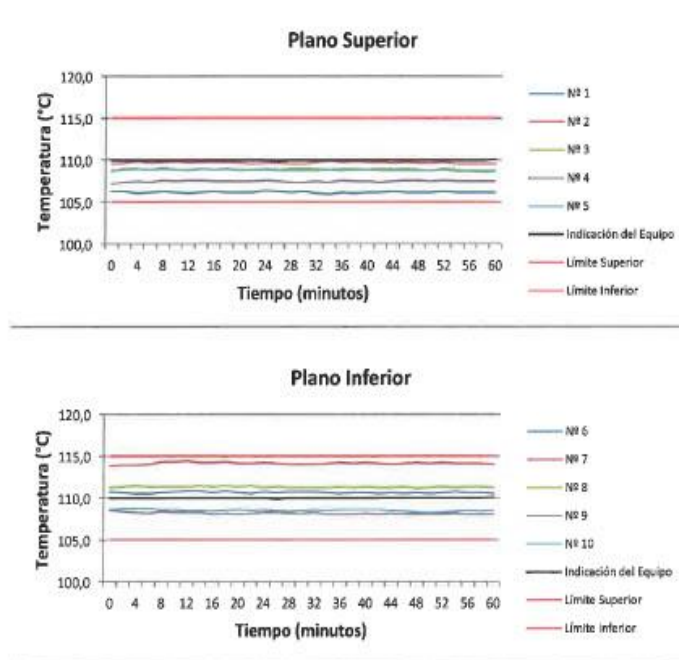 Plano Superior
Temperatura (°C)
120,0
115,0
110,0
105,0
100,0
0 4 8 12 16 20 24 28 32 36 40 44 48 52 56 60
Tiempo (minutos)
Nº 1
Nº 2
Nº 3
Nº 4
Nº 5
Indicación del Equipo
Límite Superior
Límite Inferior
Plano Inferior
Temperatura (°C)
120,0
115,0
110,0
105,0
100,0
0 4 8 12 16 20 24 28 32 36 40 44 48 52 56 60
Tiempo (minutos)
Nº 6
Nº 7
Nº 8
Nº 9
Nº 10
Indicación del Equipo
Límite Superior
Límite Inferior